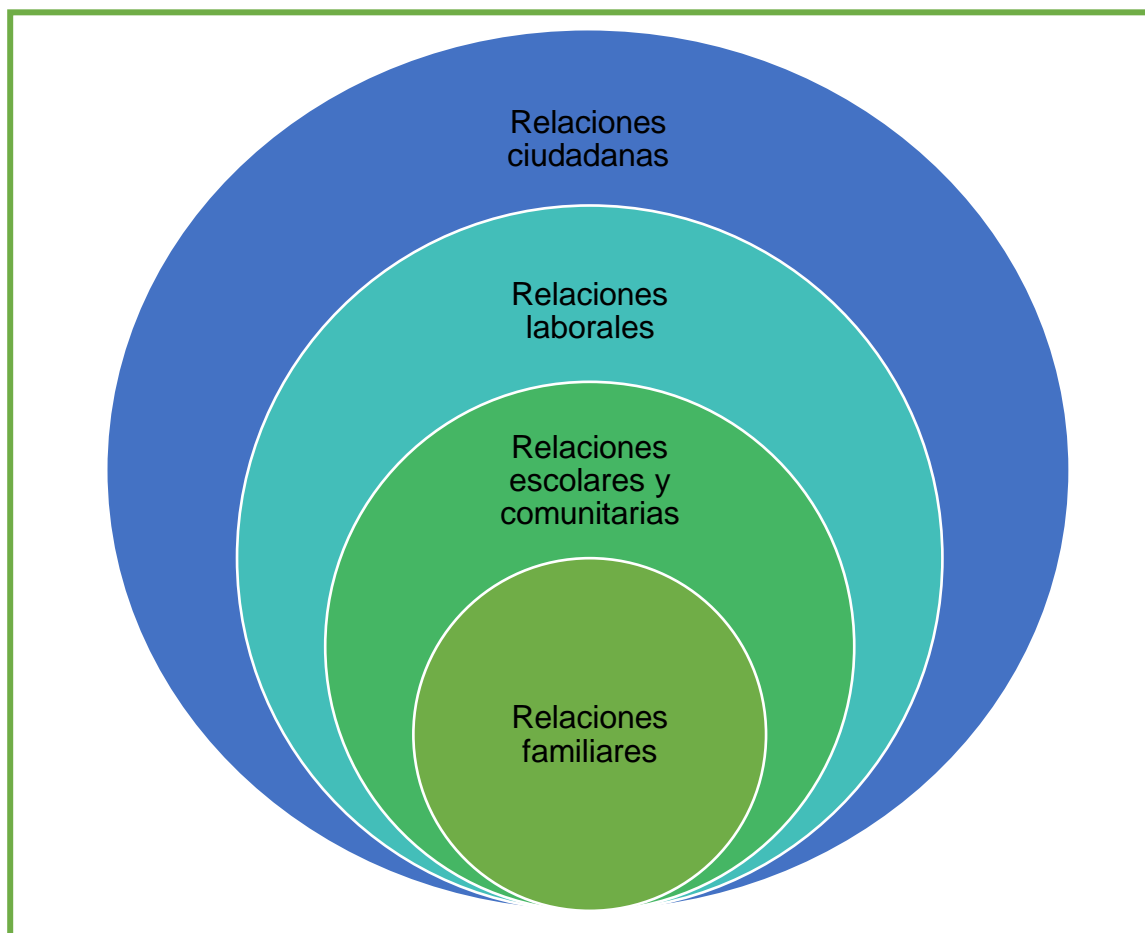 Relaciones
ciudadanas
Relaciones
laborales
Relaciones
escolares y
comunitarias
Relaciones
familiares